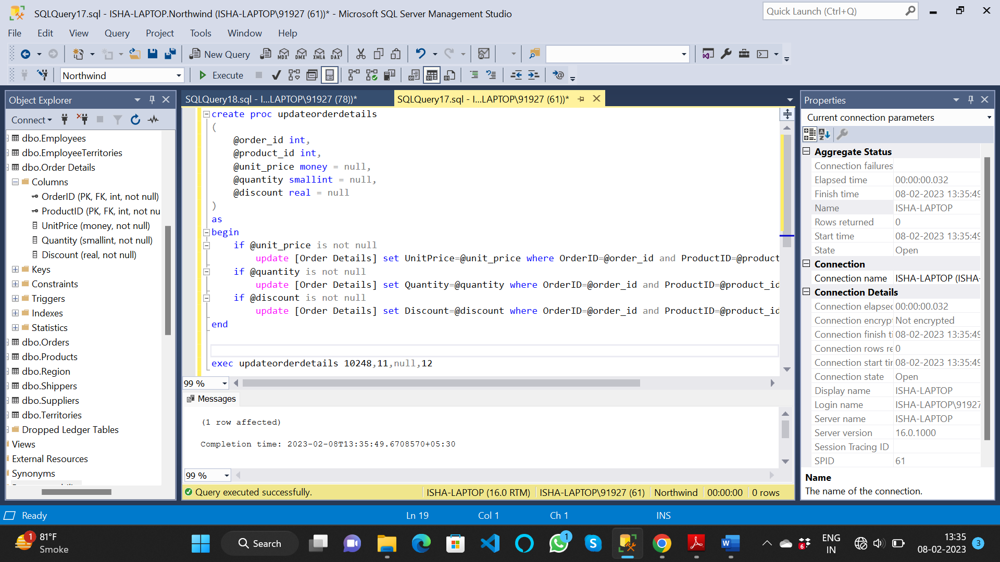 SQLQuery17.sql - ISHA-LAPTOP.Northwind (ISHA-LAPTOP\91927 (61))* - Microsoft SQL Server Management Studio
Quick Launch (Ctrl+Q)
File Edit View Query Project Tools Window Help
New Query MDX DMX XMLA DAX
Northwind Execute
Object Explorer
Connect
dbo.Employees
dbo.EmployeeTerritories
dbo.Order Details
Columns
OrderID (PK, FK, int, not null)
ProductID (PK, FK, int, not nu
UnitPrice (money, not null)
Quantity (smallint, not null)
Discount (real, not null)
Keys
Constraints
Triggers
Indexes
Statistics
dbo.Orders
dbo.Products
dbo.Region
dbo.Shippers
dbo.Suppliers
dbo.Territories
Dropped Ledger Tables
Views
External Resources
Synonyms
SQLQuery18.sql - I...LAPTOP\91927 (78))*
SQLQuery17.sql - I...LAPTOP\91927 (61))*
create proc updateorderdetails
(
@order_id int,
@product_id int,
@unit_price money = null,
@quantity smallint = null,
@discount real = null
)
as
begin
if @unit_price is not null
update [Order Details] set UnitPrice=@unit_price where OrderID=@order_id and ProductID=@product
if @quantity is not null
update [Order Details] set Quantity=@quantity where OrderID=@order_id and ProductID=@product_id
if @discount is not null
update [Order Details] set Discount=@discount where OrderID=@order_id and ProductID=@product_id
end
exec updateorderdetails 10248,11,null,12
99 %
Messages
(1 row affected)
Completion time: 2023-02-08T13:35:49.6708570+05:30
99 %
Query executed successfully. ISHA-LAPTOP (16.0 RTM) ISHA-LAPTOP\91927 (61) Northwind 00:00:00 0 rows
Properties
Current connection parameters
Aggregate Status
Connection failures
Elapsed time 00:00:00.032
Finish time 08-02-2023 13:35:49
Name ISHA-LAPTOP
Rows returned 0
Start time 08-02-2023 13:35:49
State Open
Connection
Connection name ISHA-LAPTOP (ISHA-
Connection Details
Connection elapsed 00:00:00.032
Connection encryp Not encrypted
Connection finish ti 08-02-2023 13:35:49
Connection rows re 0
Connection start tir 08-02-2023 13:35:49
Connection state Open
Display name ISHA-LAPTOP
Login name ISHA-LAPTOP\91927
Server name ISHA-LAPTOP
Server version 16.0.1000
Session Tracing ID
SPID 61
Name
The name of the connection.
Ready Ln 19 Col 1 Ch 1 INS
1 81°F
Smoke
Search
1
6
ENG
IN
13:35
08-02-2023
3